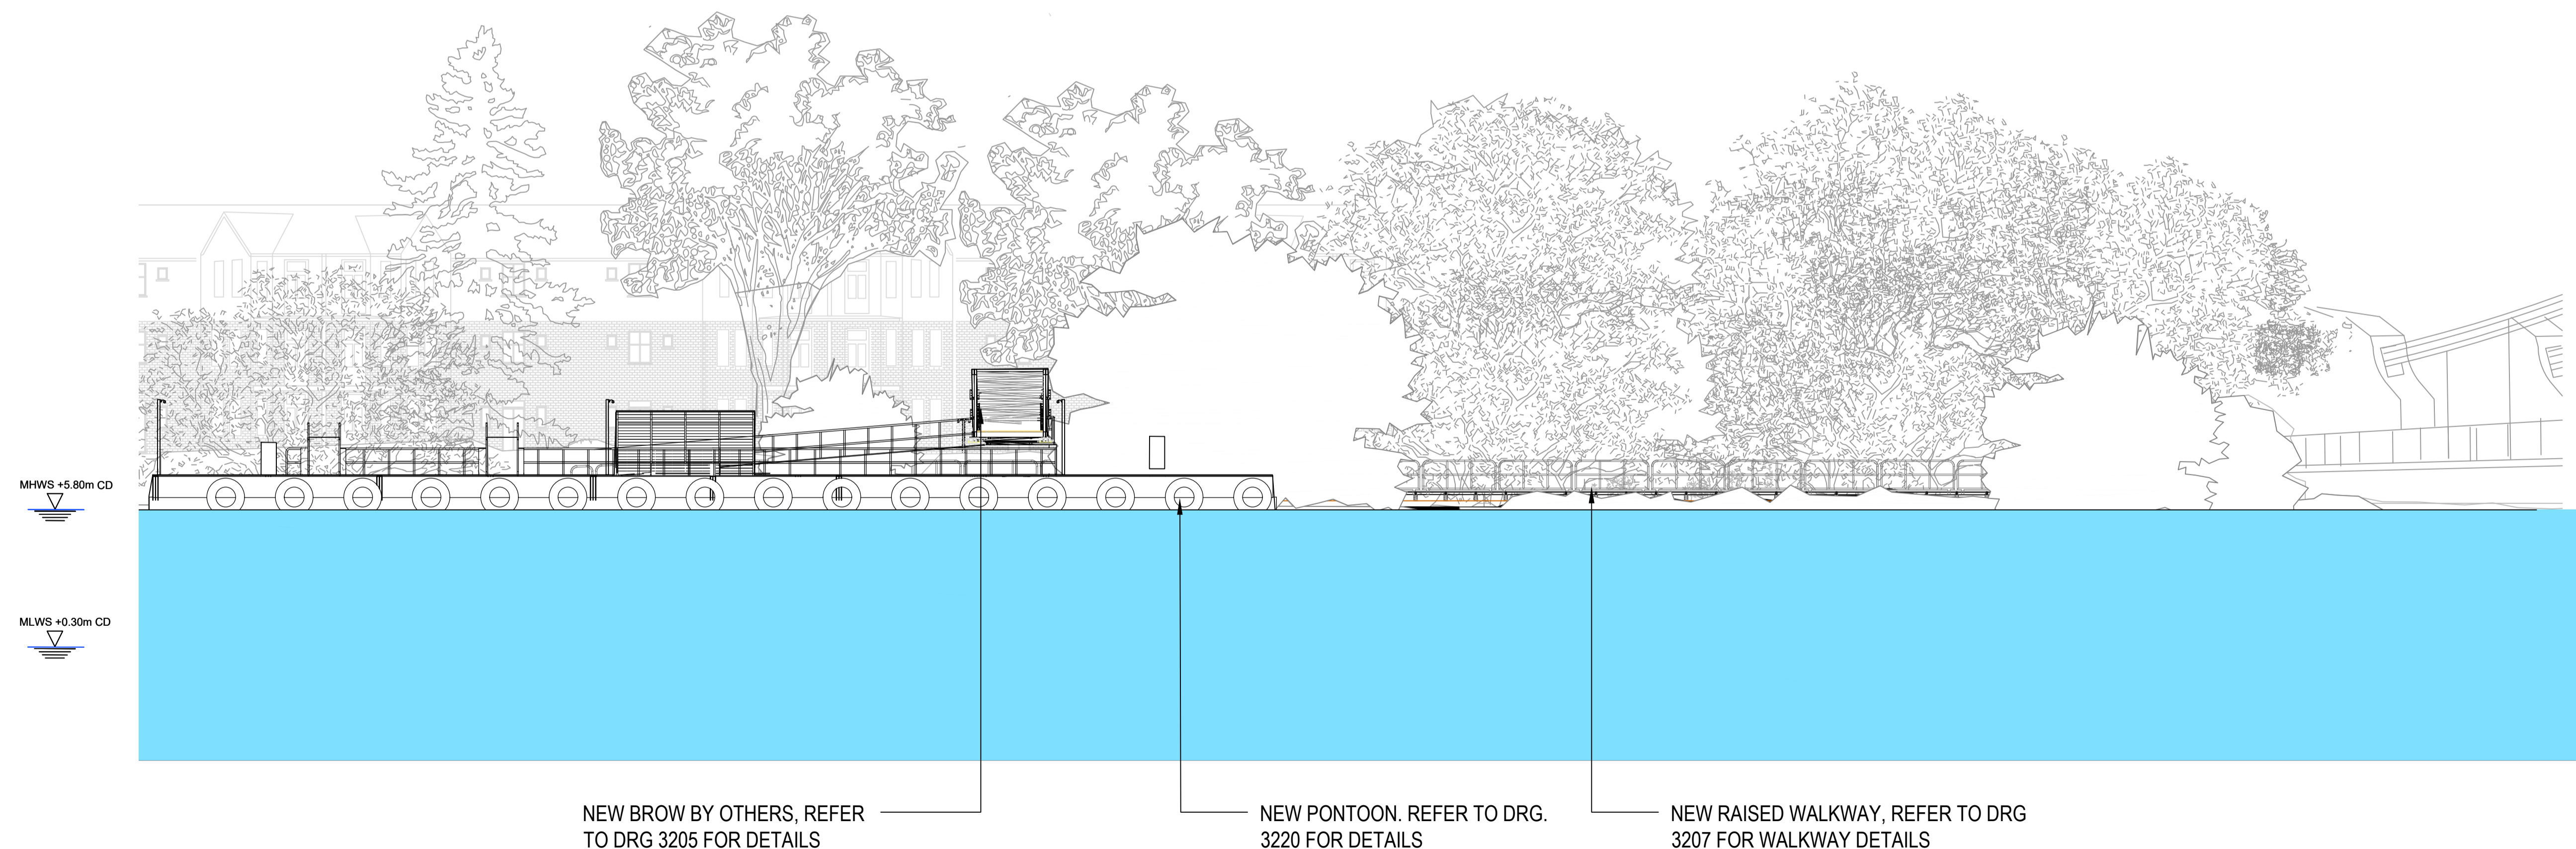 MHWS +5.80m CD
MLWS +0.30m CD
NEW BROW BY OTHERS, REFER
TO DRG 3205 FOR DETAILS
NEW PONTOON. REFER TO DRG.
3220 FOR DETAILS
NEW RAISED WALKWAY, REFER TO DRG
3207 FOR WALKWAY DETAILS